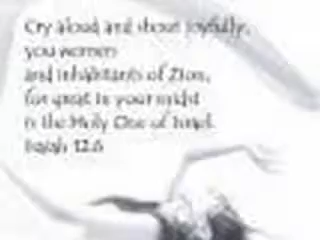 Cry aloud and shout joyfully,
you women
and inhabitants of Zion,
for great in your midst
is the Holy One of Israel.
Isaiah 12:6